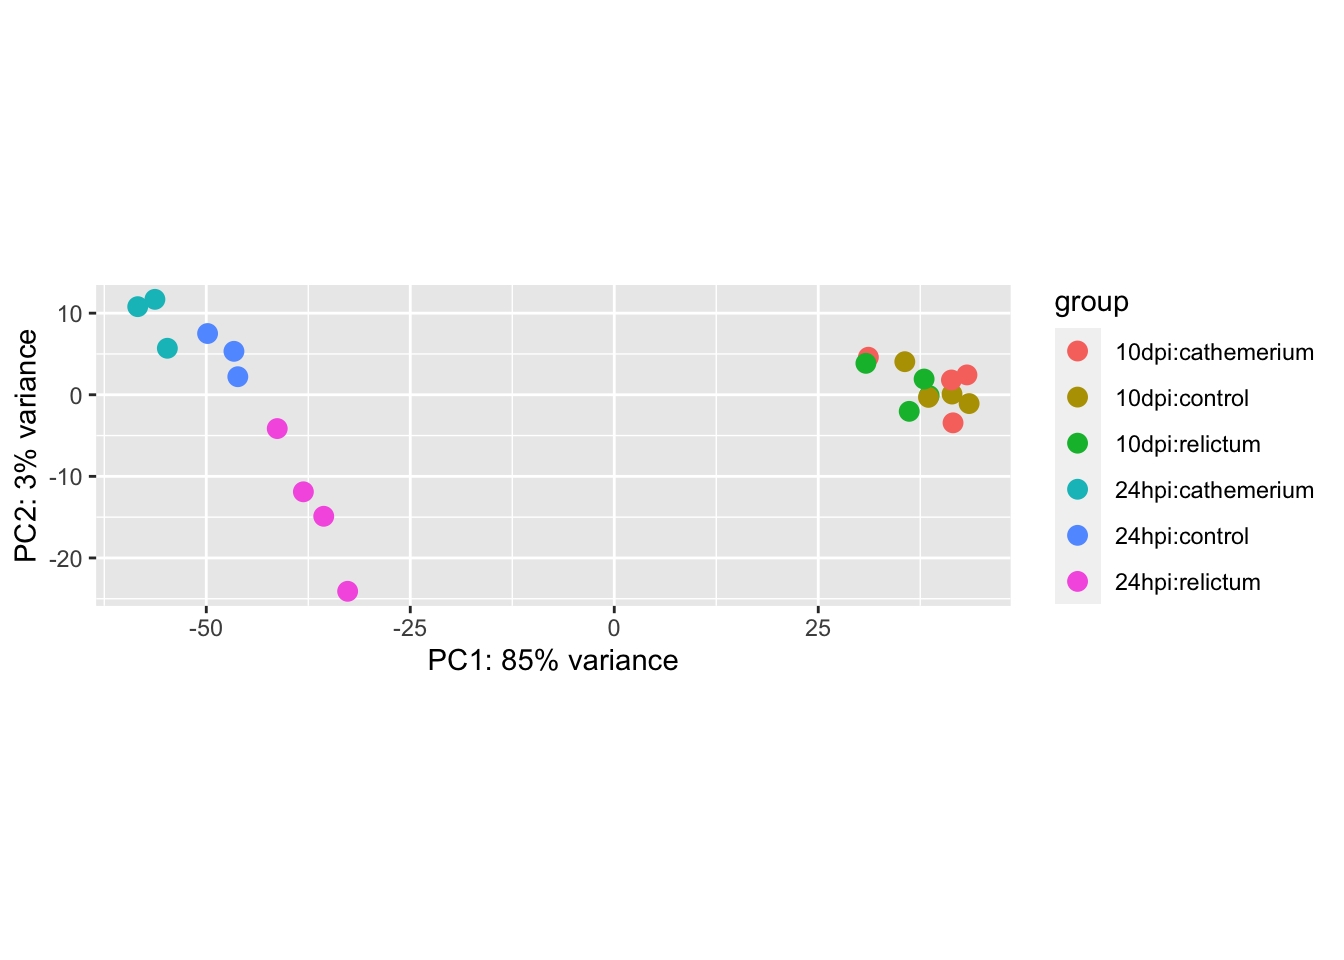 group
10dpi:cathemerium
10dpi:control
10dpi:relictum
24hpi:cathemerium
24hpi:control
24hpi:relictum
PC2: 3% variance
10
0
-10
-20
-50
-25
0
25
PC1: 85% variance